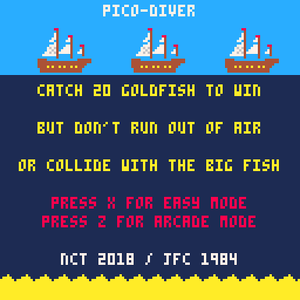 PICO-DIVER
CATCH 20 GOLDFISH TO WIN
BUT DON'T RUN OUT OF AIR
OR COLLIDE WITH THE BIG FISH
PRESS X FOR EASY MODE
PRESS Z FOR ARCADE MODE
NCT 2018 / JFC 1984